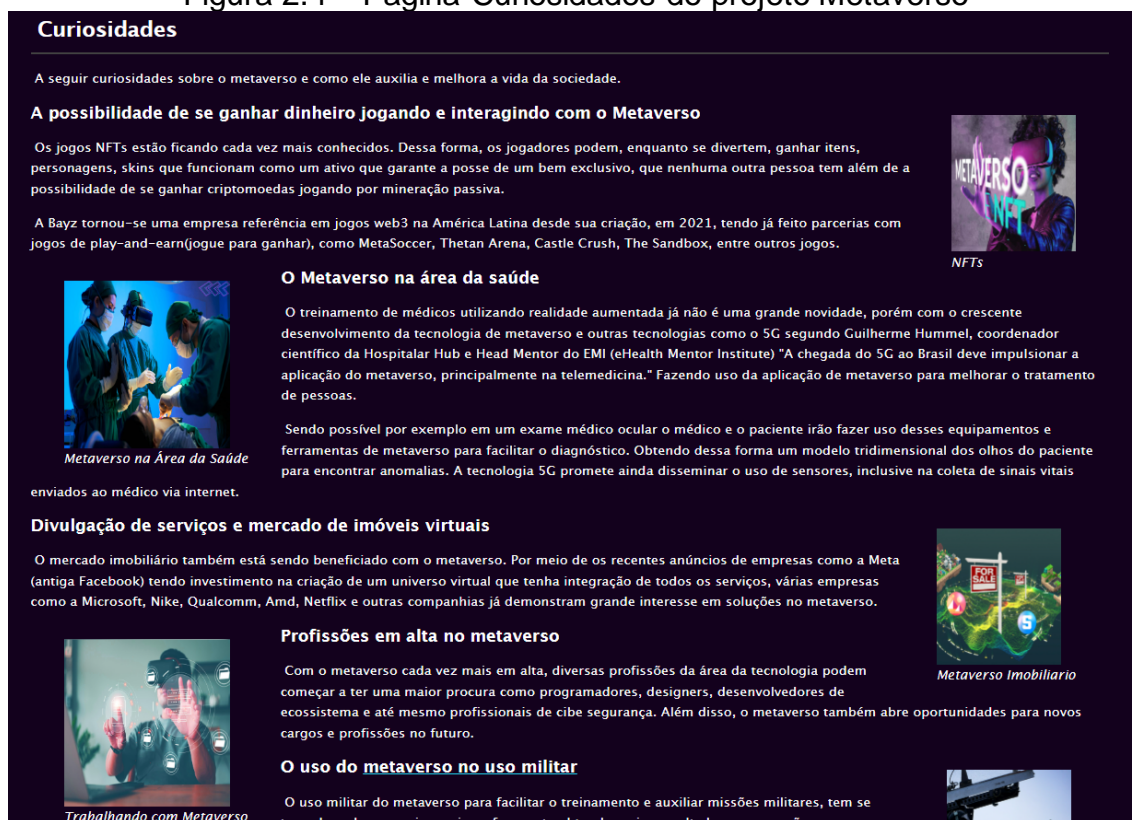 Figura 2.4 - Página Curiosidades do projeto Metaverso
Curiosidades
A seguir curiosidades sobre o metaverso e como ele auxilia e melhora a vida da sociedade.
A possibilidade de se ganhar dinheiro jogando e interagindo com o Metaverso
Os jogos NFTs estão ficando cada vez mais conhecidos. Dessa forma, os jogadores podem, enquanto se divertem, ganhar itens,
personagens, skins que funcionam como um ativo que garante a posse de um bem exclusivo, que nenhuma outra pessoa tem além de a
possibilidade de se ganhar criptomoedas jogando por mineração passiva.
A Bayz tornou-se uma empresa referência em jogos web3 na América Latina desde sua criação, em 2021, tendo já feito parcerias com
jogos de play-and-earn(jogue para ganhar), como MetaSoccer, Thetan Arena, Castle Crush, The Sandbox, entre outros jogos.
METAVERSO
NFT
NFTs
O Metaverso na área da saúde
O treinamento de médicos utilizando realidade aumentada já não é uma grande novidade, porém com o crescente
desenvolvimento da tecnologia de metaverso e outras tecnologias como o 5G segundo Guilherme Hummel, coordenador
científico da Hospitalar Hub e Head Mentor do EMI (eHealth Mentor Institute) "A chegada do 5G ao Brasil deve impulsionar a
aplicação do metaverso, principalmente na telemedicina." Fazendo uso da aplicação de metaverso para melhorar o tratamento
de pessoas.
Sendo possível por exemplo em um exame médico ocular o médico e o paciente irão fazer uso desses equipamentos e
ferramentas de metaverso para facilitar o diagnóstico. Obtendo dessa forma um modelo tridimensional dos olhos do paciente
para encontrar anomalias. A tecnologia 5G promete ainda disseminar o uso de sensores, inclusive na coleta de sinais vitais
enviados ao médico via internet.
Metaverso na Área da Saúde
Divulgação de serviços e mercado de imóveis virtuais
O mercado imobiliário também está sendo beneficiado com o metaverso. Por meio de os recentes anúncios de empresas como a Meta
(antiga Facebook) tendo investimento na criação de um universo virtual que tenha integração de todos os serviços, várias empresas
como a Microsoft, Nike, Qualcomm, Amd, Netflix e outras companhias já demonstram grande interesse em soluções no metaverso.
FOR
SALE
Metaverso Imobiliario
Profissões em alta no metaverso
Com o metaverso cada vez mais em alta, diversas profissões da área da tecnologia podem
começar a ter uma maior procura como programadores, designers, desenvolvedores de
ecossistema e até mesmo profissionais de cibe segurança. Além disso, o metaverso também abre oportunidades para novos
cargos e profissões no futuro.
Trabalhando com Metaverso
O uso do metaverso no uso militar
O uso militar do metaverso para facilitar o treinamento e auxiliar missões militares, tem se